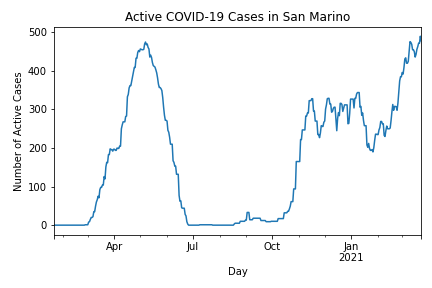 Active COVID-19 Cases in San Marino
500
400
300
200
100
0
Number of Active Cases
Apr
Jul
Oct
Jan
2021
Day